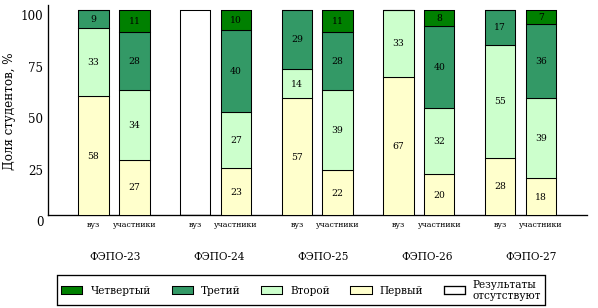 Доля студентов, %
100
75
50
25
0
9 11 10 29 11 33 8 17 7
33 28 40 14 28 67 40 55 36
58 34 27 57 39 32 28 39
27 23 22 20 18
вуз участники вуз участники вуз участники вуз участники вуз участники
ФЭПО-23 ФЭПО-24 ФЭПО-25 ФЭПО-26 ФЭПО-27
Четвертый Третий Второй Первый Результаты
отсутствуют